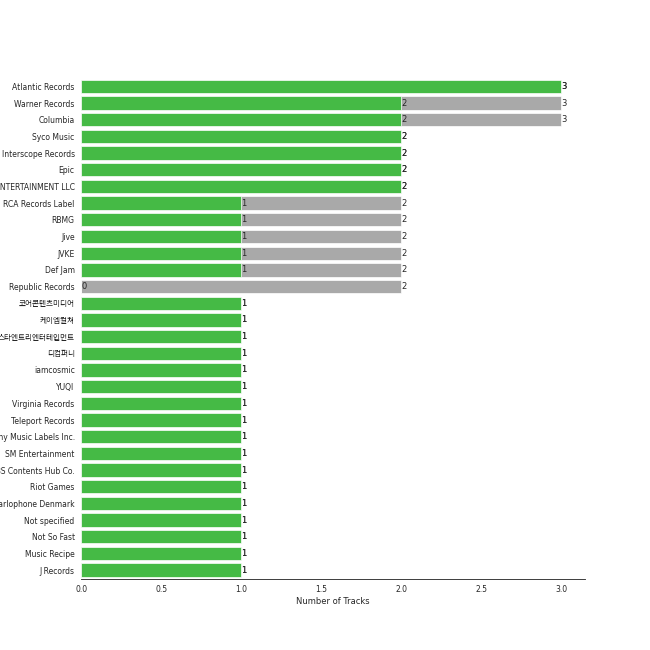 Atlantic Records 3
Warner Records 2 3
Columbia 2 3
Syco Music 2
Interscope Records 2
Epic 2
NTERTAINMENT LLC 2
RCA Records Label 1 2
RBMG 1 2
Jive 1 2
JVKE 1 2
Def Jam 1 2
Republic Records 0 2
코어콘텐츠미디어 1
케이엠컬쳐 1
스타엔트리엔터테인먼트 1
디컴퍼니 1
iamcosmic 1
YUQI 1
Virginia Records 1
Teleport Records 1
ny Music Labels Inc. 1
SM Entertainment 1
S Contents Hub Co. 1
Riot Games 1
arlophone Denmark 1
Not specified 1
Not So Fast 1
Music Recipe 1
J Records 1
0.0 0.5 1.0 1.5 2.0 2.5 3.0
Number of Tracks